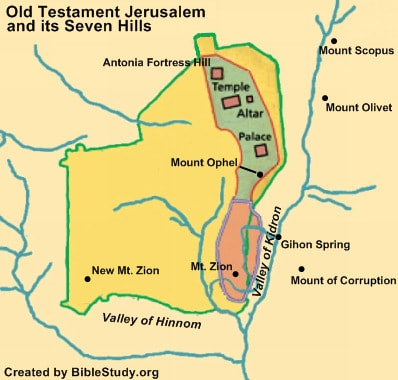 Old Testament Jerusalem
and its Seven Hills
Mount Scopus
Antonia Fortress Hill
Temple
Altar
Mount Olivet
Palace
Mount Ophel
Valley of Kidron
Gihon Spring
New Mt. Zion
Mt. Zion
Mount of Corruption
Valley of Hinnom
Created by BibleStudy.org